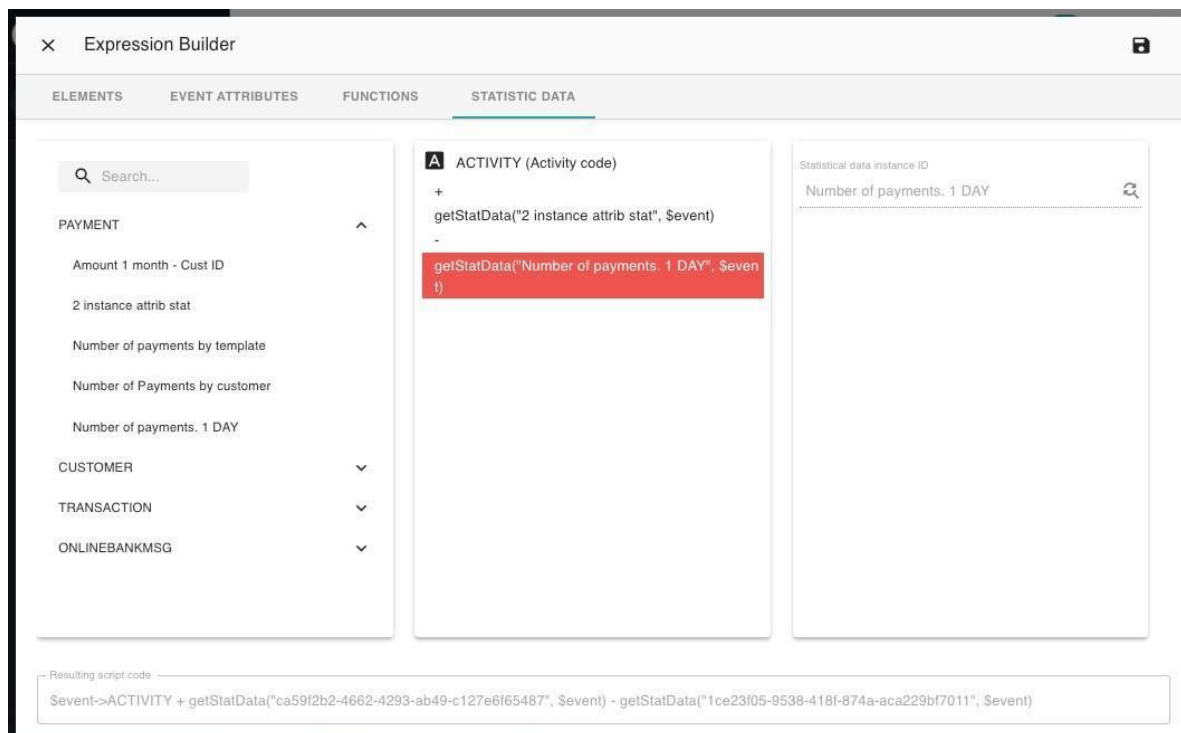 Expression Builder
ELEMENTS EVENT ATTRIBUTES FUNCTIONS STATISTIC DATA
Search...
PAYMENT
Amount 1 month - Cust ID
2 instance attrib stat
Number of payments by template
Number of Payments by customer
Number of payments. 1 DAY
CUSTOMER
TRANSACTION
ONLINEBANKMSG
A ACTIVITY (Activity code)
+
getStatData("2 instance attrib stat", $event)
-
getStatData("Number of payments. 1 DAY", $even
t)
Statistical data instance ID
Number of payments. 1 DAY
Resulting script code
$event->ACTIVITY + getStatData("ca59f2b2-4662-4293-ab49-c127e6f65487", $event) - getStatData("1ce23f05-9538-418f-874a-aca229bf7011", $event)